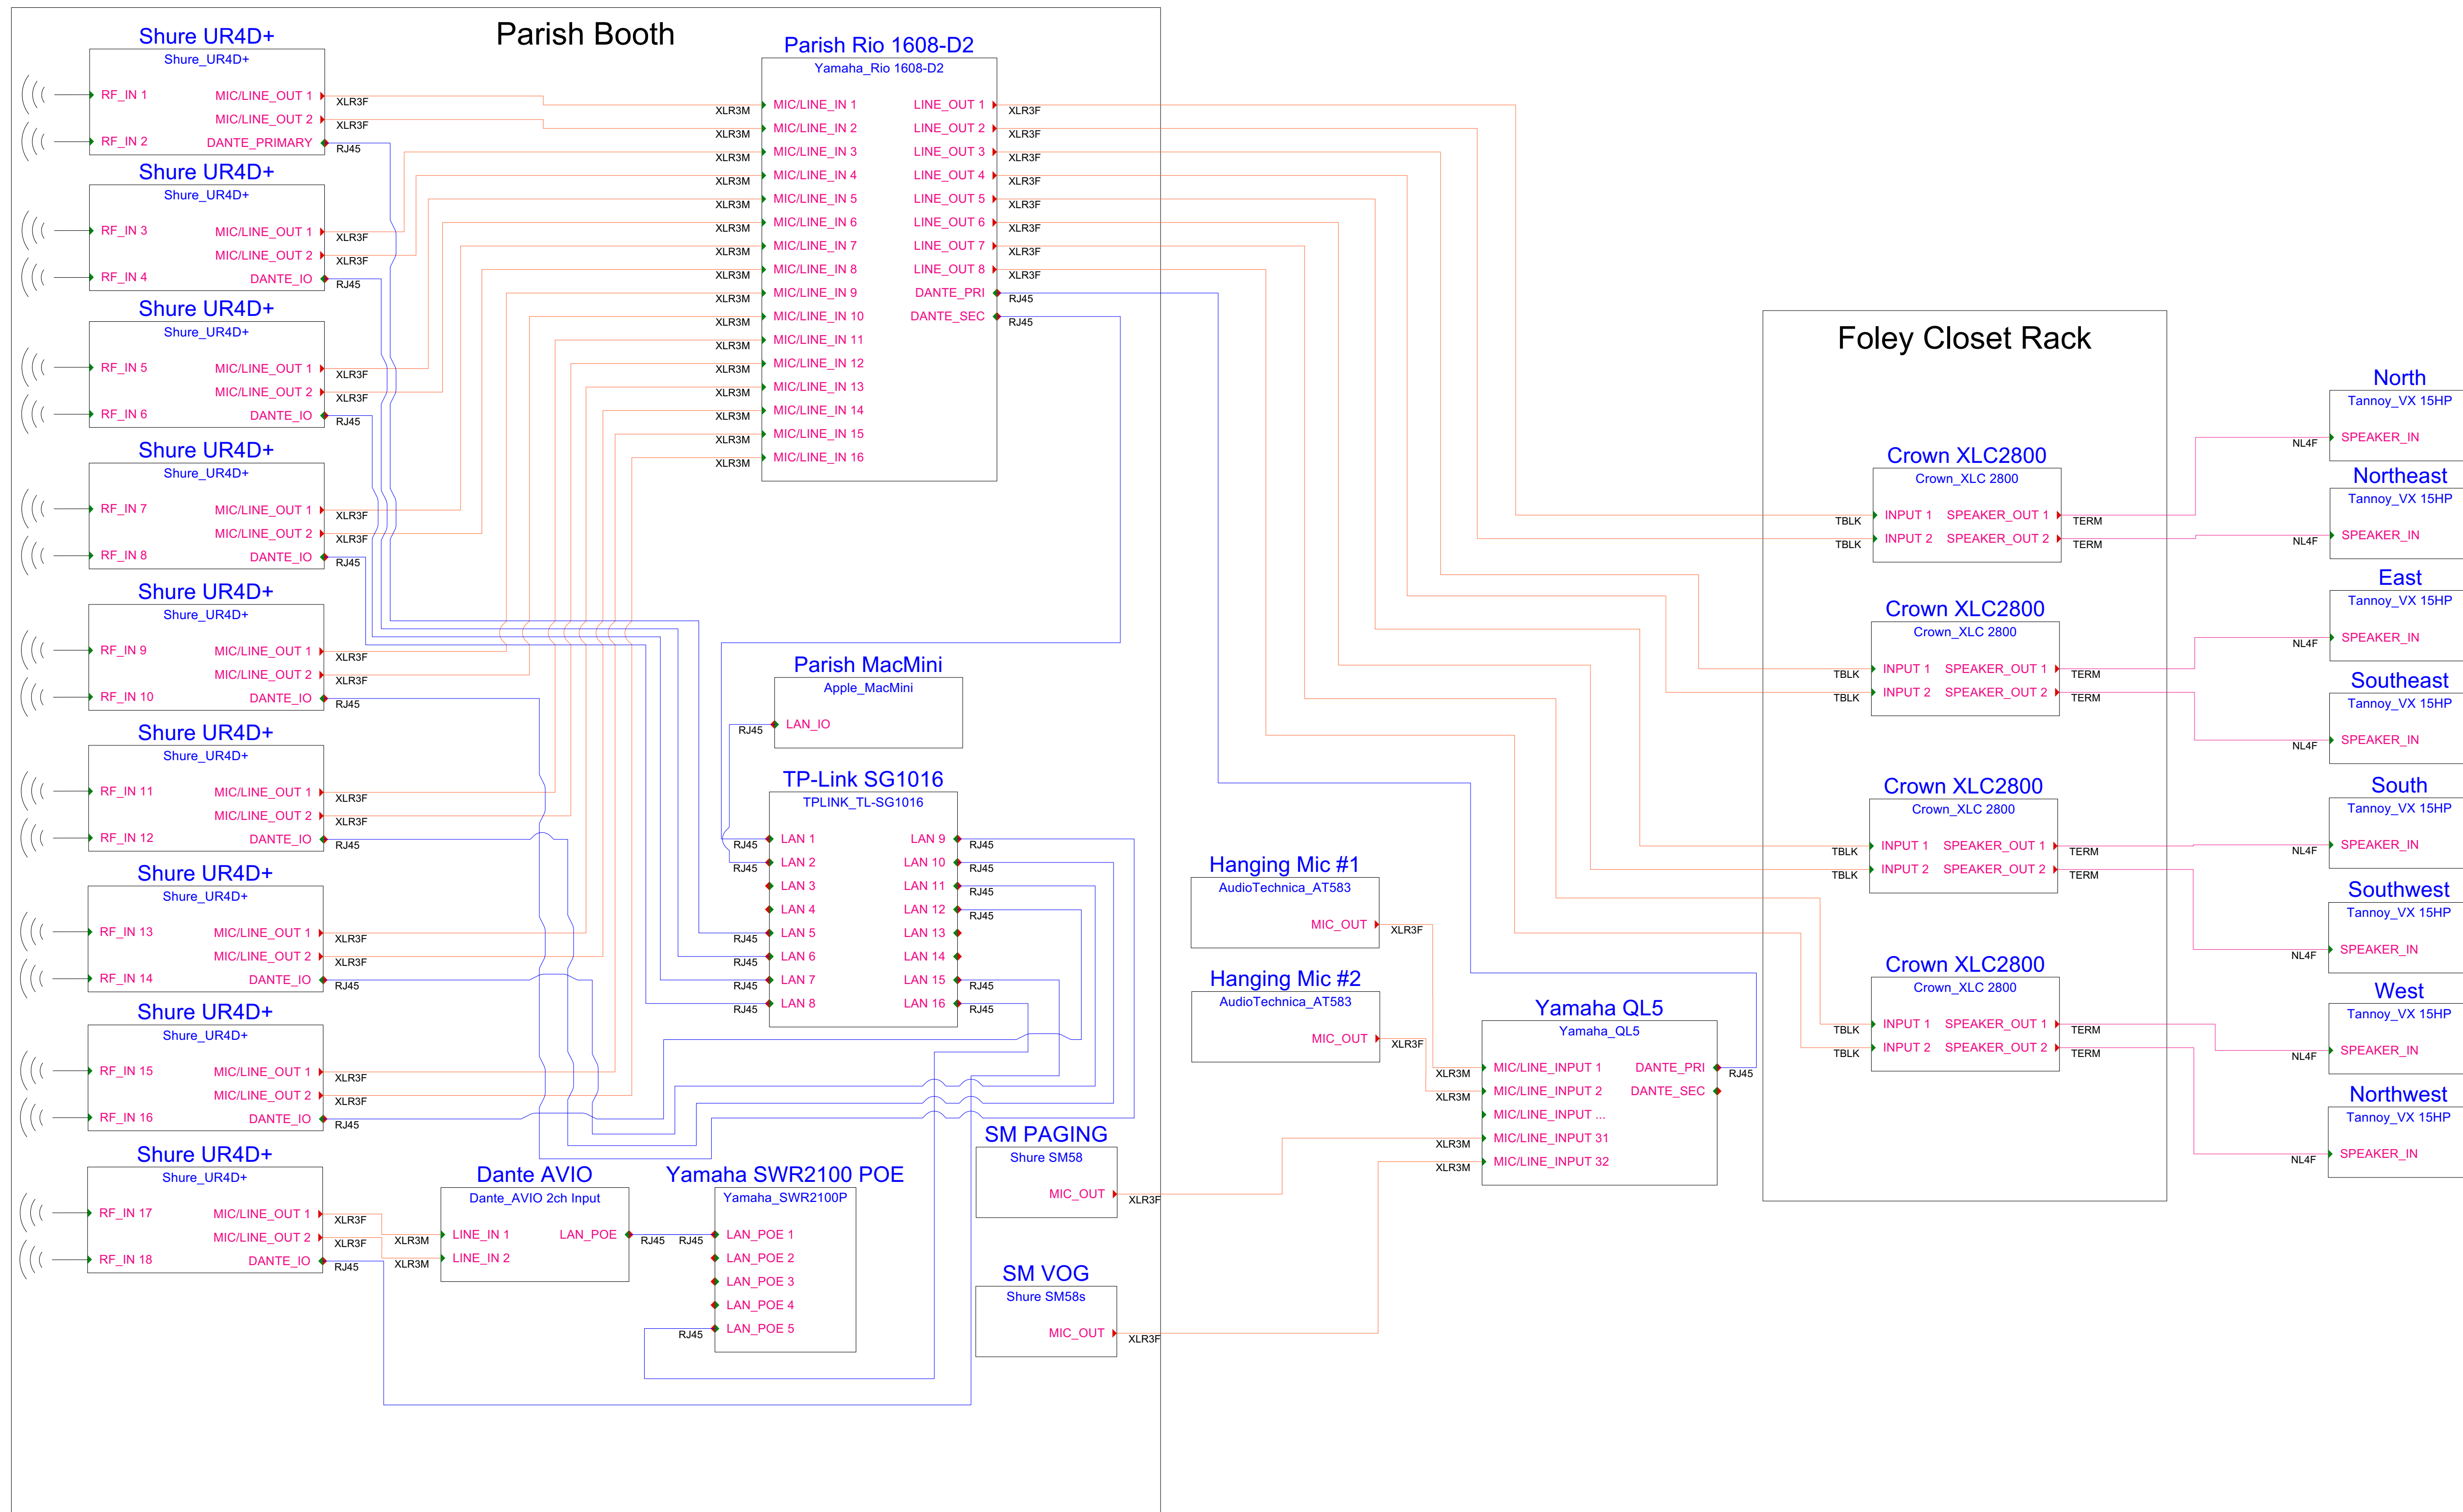 Parish Booth
Shure UR4D+
Shure_UR4D+
RF_IN 1
MIC/LINE_OUT 1
XLR3F
MIC/LINE_OUT 2
XLR3F
RF_IN 2
DANTE_PRIMARY
RJ45
Shure UR4D+
Shure_UR4D+
RF_IN 3
MIC/LINE_OUT 1
XLR3F
MIC/LINE_OUT 2
XLR3F
RF_IN 4
DANTE_IO
RJ45
Shure UR4D+
Shure_UR4D+
RF_IN 5
MIC/LINE_OUT 1
XLR3F
MIC/LINE_OUT 2
XLR3F
RF_IN 6
DANTE_IO
RJ45
Shure UR4D+
Shure_UR4D+
RF_IN 7
MIC/LINE_OUT 1
XLR3F
MIC/LINE_OUT 2
XLR3F
RF_IN 8
DANTE_IO
RJ45
Shure UR4D+
Shure_UR4D+
RF_IN 9
MIC/LINE_OUT 1
XLR3F
MIC/LINE_OUT 2
XLR3F
RF_IN 10
DANTE_IO
RJ45
Shure UR4D+
Shure_UR4D+
RF_IN 11
MIC/LINE_OUT 1
XLR3F
MIC/LINE_OUT 2
XLR3F
RF_IN 12
DANTE_IO
RJ45
Shure UR4D+
Shure_UR4D+
RF_IN 13
MIC/LINE_OUT 1
XLR3F
MIC/LINE_OUT 2
XLR3F
RF_IN 14
DANTE_IO
RJ45
Shure UR4D+
Shure_UR4D+
RF_IN 15
MIC/LINE_OUT 1
XLR3F
MIC/LINE_OUT 2
XLR3F
RF_IN 16
DANTE_IO
RJ45
Shure UR4D+
Shure_UR4D+
RF_IN 17
MIC/LINE_OUT 1
XLR3F
MIC/LINE_OUT 2
XLR3F
RF_IN 18
DANTE_IO
RJ45
Parish Rio 1608-D2
Yamaha_Rio 1608-D2
XLR3M MIC/LINE_IN 1 LINE_OUT 1 XLR3F
XLR3M MIC/LINE_IN 2 LINE_OUT 2 XLR3F
XLR3M MIC/LINE_IN 3 LINE_OUT 3 XLR3F
XLR3M MIC/LINE_IN 4 LINE_OUT 4 XLR3F
XLR3M MIC/LINE_IN 5 LINE_OUT 5 XLR3F
XLR3M MIC/LINE_IN 6 LINE_OUT 6 XLR3F
XLR3M MIC/LINE_IN 7 LINE_OUT 7 XLR3F
XLR3M MIC/LINE_IN 8 LINE_OUT 8 XLR3F
XLR3M MIC/LINE_IN 9 DANTE_PRI RJ45
XLR3M MIC/LINE_IN 10 DANTE_SEC RJ45
XLR3M MIC/LINE_IN 11
XLR3M MIC/LINE_IN 12
XLR3M MIC/LINE_IN 13
XLR3M MIC/LINE_IN 14
XLR3M MIC/LINE_IN 15
XLR3M MIC/LINE_IN 16
Parish MacMini
Apple_MacMini
RJ45 LAN_IO
TP-Link SG1016
TPLINK_TL-SG1016
RJ45 LAN 1 LAN 9 RJ45
RJ45 LAN 2 LAN 10 RJ45
LAN 3 LAN 11 RJ45
LAN 4 LAN 12 RJ45
RJ45 LAN 5 LAN 13
RJ45 LAN 6 LAN 14
RJ45 LAN 7 LAN 15 RJ45
RJ45 LAN 8 LAN 16 RJ45
Dante AVIO
Dante_AVIO 2ch Input
XLR3M LINE_IN 1 LAN_POE RJ45
XLR3M LINE_IN 2
Yamaha SWR2100 POE
Yamaha_SWR2100P
RJ45 LAN_POE 1
LAN_POE 2
LAN_POE 3
LAN_POE 4
RJ45 LAN_POE 5
SM PAGING
Shure SM58
MIC_OUT XLR3F
SM VOG
Shure SM58s
MIC_OUT XLR3F
Hanging Mic #1
AudioTechnica_AT583
MIC_OUT XLR3F
Hanging Mic #2
AudioTechnica_AT583
MIC_OUT XLR3F
Yamaha QL5
Yamaha_QL5
XLR3M MIC/LINE_INPUT 1 DANTE_PRI RJ45
XLR3M MIC/LINE_INPUT 2 DANTE_SEC
MIC/LINE_INPUT ...
XLR3M MIC/LINE_INPUT 31
XLR3M MIC/LINE_INPUT 32
Foley Closet Rack
Crown XLC2800
Crown_XLC 2800
TBLK INPUT 1 SPEAKER_OUT 1 TERM
TBLK INPUT 2 SPEAKER_OUT 2 TERM
Crown XLC2800
Crown_XLC 2800
TBLK INPUT 1 SPEAKER_OUT 1 TERM
TBLK INPUT 2 SPEAKER_OUT 2 TERM
Crown XLC2800
Crown_XLC 2800
TBLK INPUT 1 SPEAKER_OUT 1 TERM
TBLK INPUT 2 SPEAKER_OUT 2 TERM
Crown XLC2800
Crown_XLC 2800
TBLK INPUT 1 SPEAKER_OUT 1 TERM
TBLK INPUT 2 SPEAKER_OUT 2 TERM
North
Tannoy_VX 15HP
NL4F SPEAKER_IN
Northeast
Tannoy_VX 15HP
NL4F SPEAKER_IN
East
Tannoy_VX 15HP
NL4F SPEAKER_IN
Southeast
Tannoy_VX 15HP
NL4F SPEAKER_IN
South
Tannoy_VX 15HP
NL4F SPEAKER_IN
Southwest
Tannoy_VX 15HP
NL4F SPEAKER_IN
West
Tannoy_VX 15HP
NL4F SPEAKER_IN
Northwest
Tannoy_VX 15HP
NL4F SPEAKER_IN